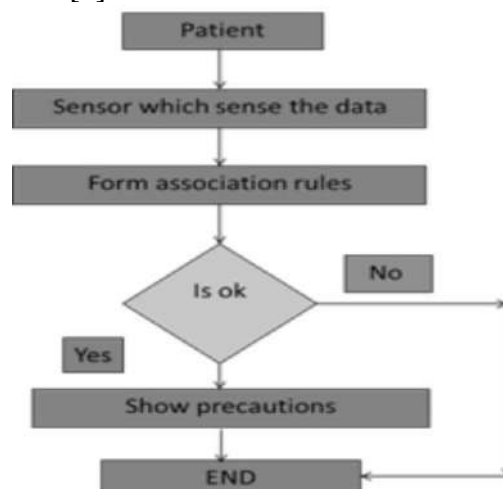 Patient
Sensor which sense the data
Form association rules
Is ok
No
Yes
Show precautions
END